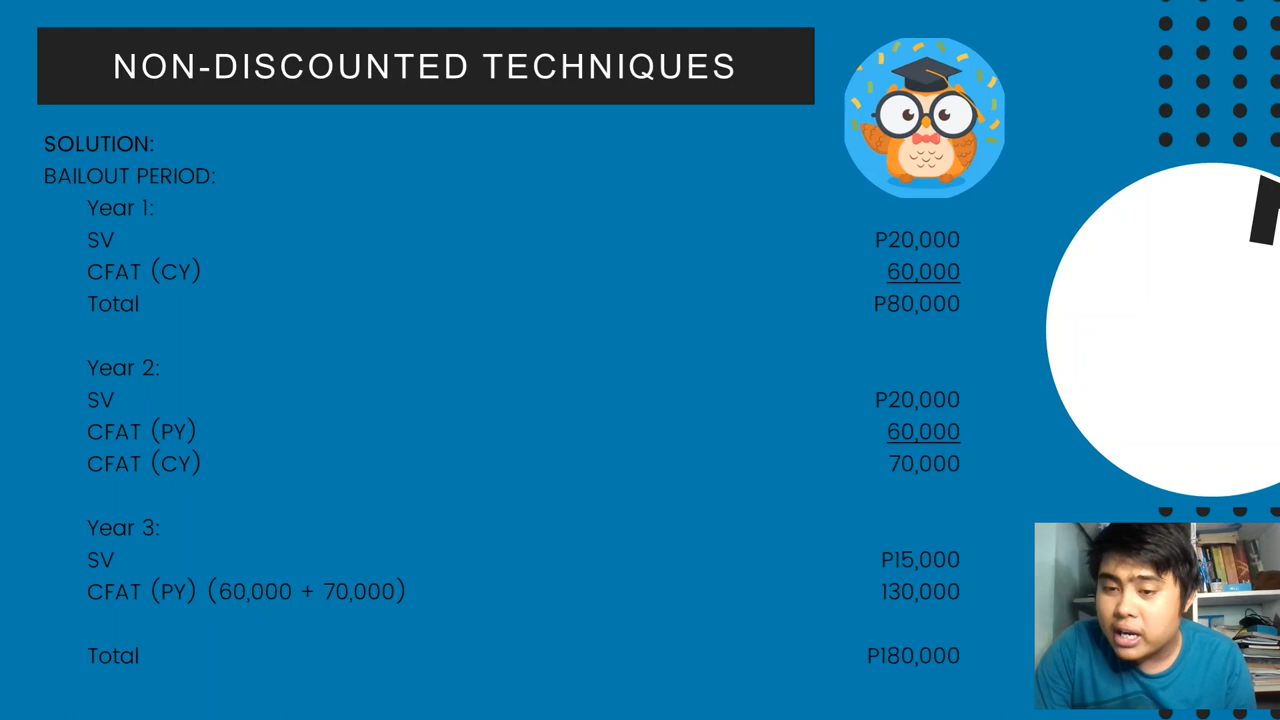 NON-DISCOUNTED TECHNIQUES
SOLUTION:
BAILOUT PERIOD:
Year 1:
SV P20,000
CFAT (CY) 60,000
Total P80,000
Year 2:
SV P20,000
CFAT (PY) 60,000
CFAT (CY) 70,000
Year 3:
SV P15,000
CFAT (PY) (60,000 + 70,000) 130,000
Total P180,000